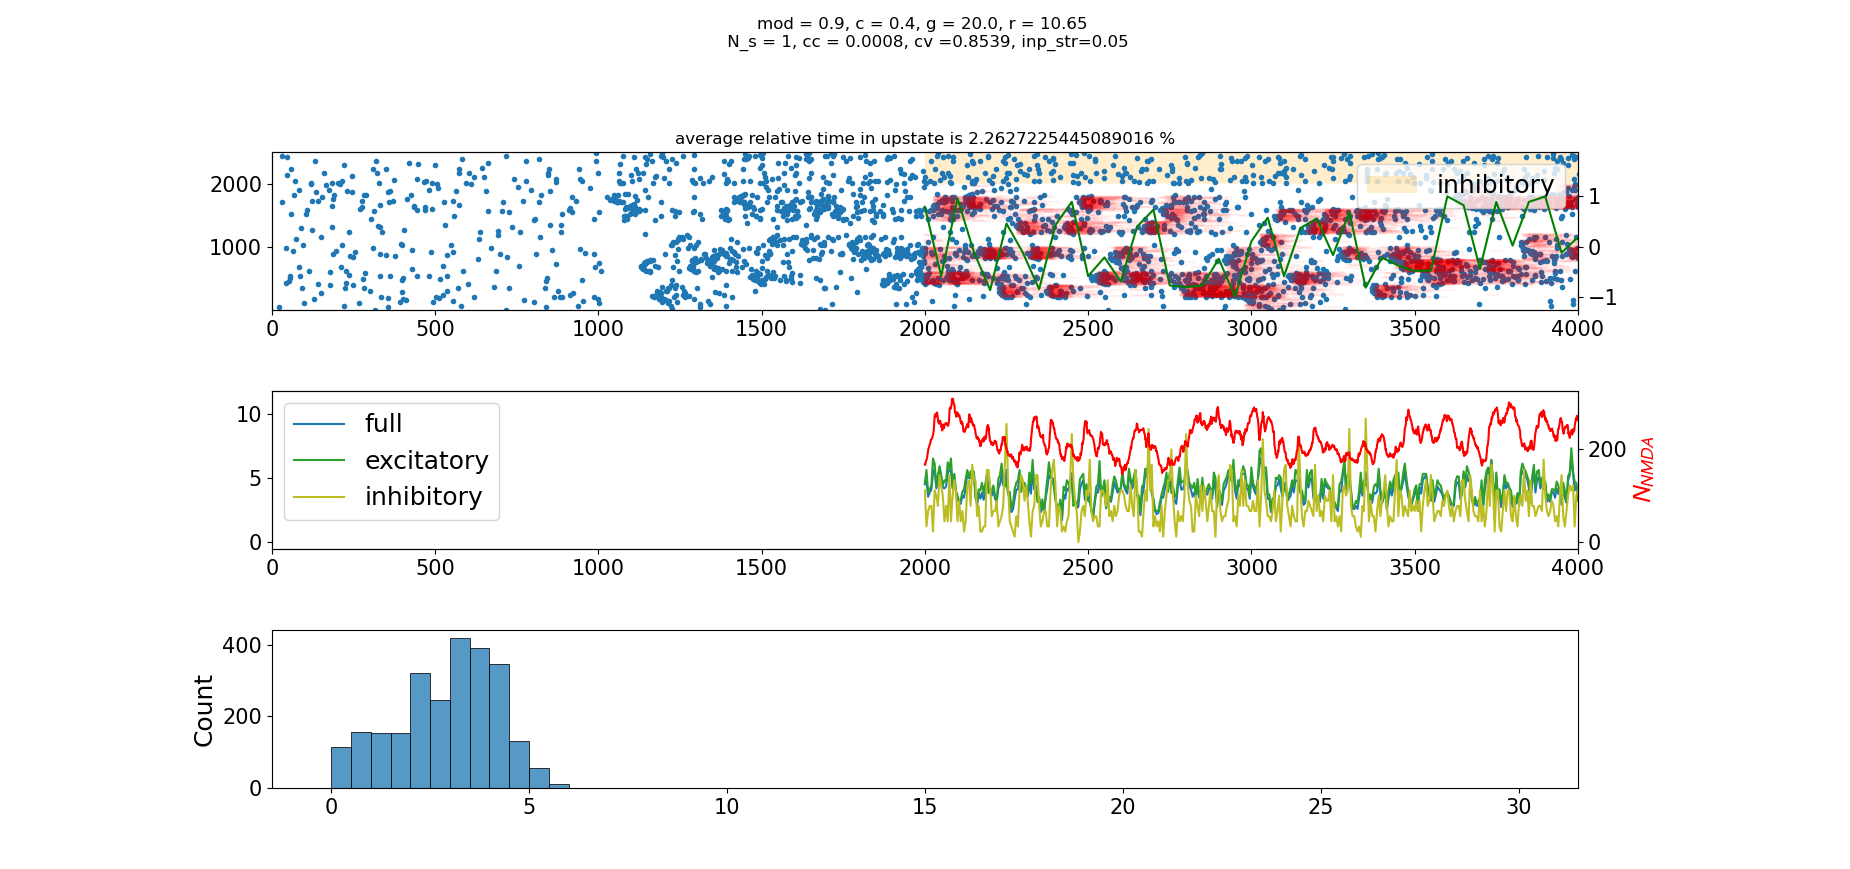 mod = 0.9, c = 0.4, g = 20.0, r = 10.65
N_s = 1, cc = 0.0008, cv =0.8539, inp_str=0.05
average relative time in upstate is 2.2627225445089016 %
2000
1000
inhibitory
1
0
−1
0 500 1000 1500 2000 2500 3000 3500 4000
10
5
0
full
excitatory
inhibitory
200
0
N_NMDA
0 500 1000 1500 2000 2500 3000 3500 4000
Count
400
200
0
0 5 10 15 20 25 30